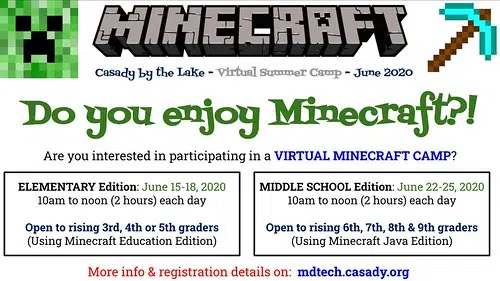 MINECRAFT
Casady by the Lake - Virtual Summer Camp - June 2020
Do you enjoy Minecraft?!
Are you interested in participating in a VIRTUAL MINECRAFT CAMP?
ELEMENTARY Edition: June 15-18, 2020
10am to noon (2 hours) each day
Open to rising 3rd, 4th or 5th graders
(Using Minecraft Education Edition)
MIDDLE SCHOOL Edition: June 22-25, 2020
10am to noon (2 hours) each day
Open to rising 6th, 7th, 8th & 9th graders
(Using Minecraft Java Edition)
More info & registration details on: mdtech.casady.org